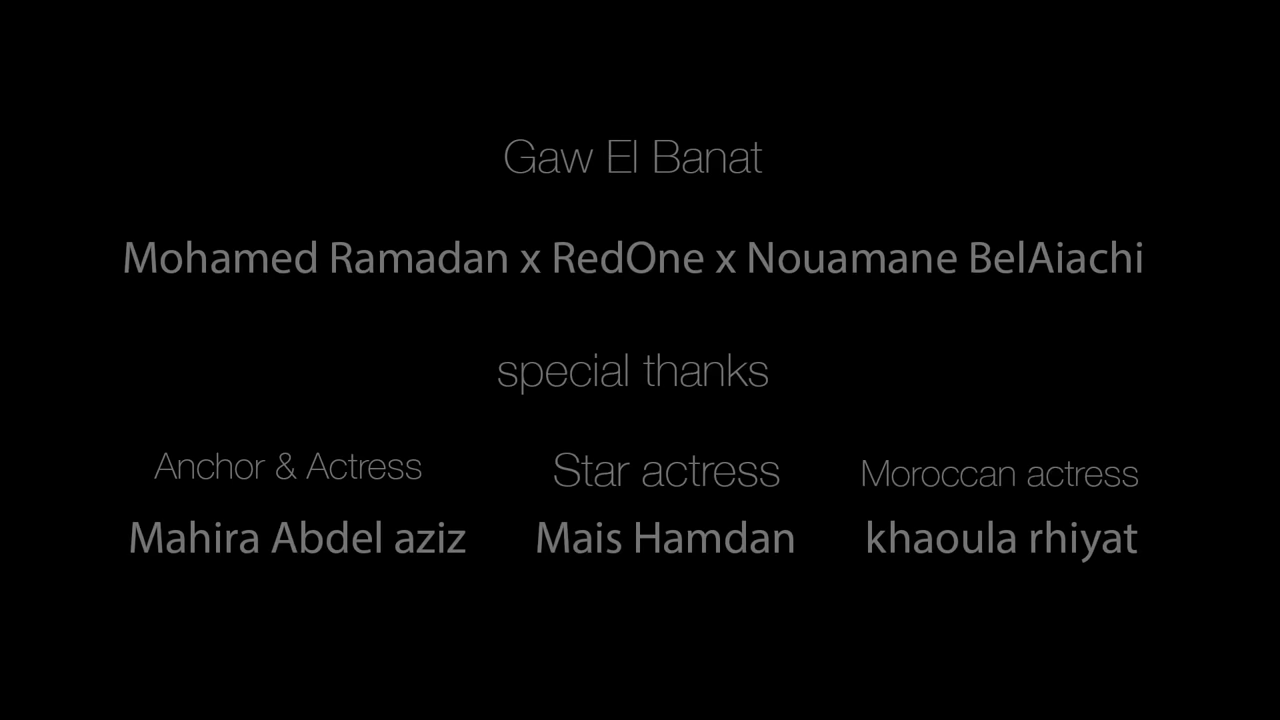 Gaw El Banat
Mohamed Ramadan x RedOne x Nouamane BelAiachi
special thanks
Anchor & Actress
Mahira Abdel aziz
Star actress
Mais Hamdan
Moroccan actress
khaoula rhiyat